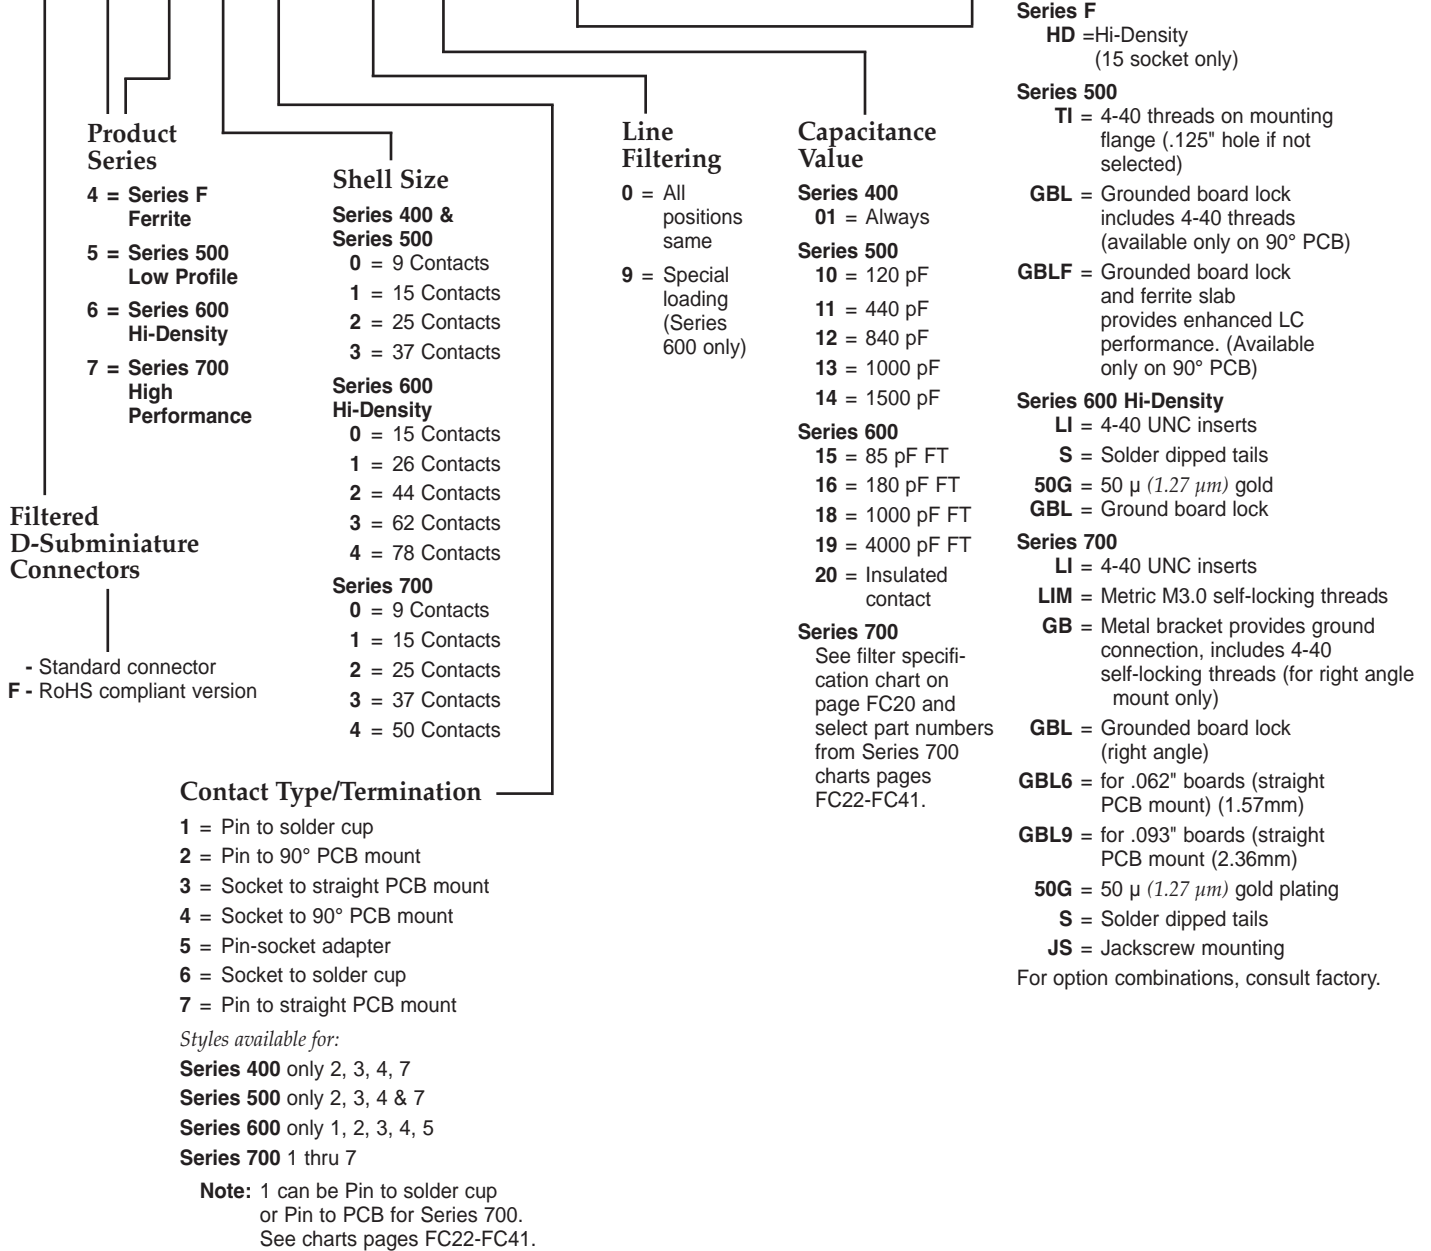 Product
Series
4 = Series F
Ferrite
5 = Series 500
Low Profile
6 = Series 600
Hi-Density
7 = Series 700
High
Performance
Filtered
D-Subminiature
Connectors
- Standard connector
F - RoHS compliant version
Shell Size
Series 400 &
Series 500
0 = 9 Contacts
1 = 15 Contacts
2 = 25 Contacts
3 = 37 Contacts
Series 600
Hi-Density
0 = 15 Contacts
1 = 26 Contacts
2 = 44 Contacts
3 = 62 Contacts
4 = 78 Contacts
Series 700
0 = 9 Contacts
1 = 15 Contacts
2 = 25 Contacts
3 = 37 Contacts
4 = 50 Contacts
Contact Type/Termination
1 = Pin to solder cup
2 = Pin to 90° PCB mount
3 = Socket to straight PCB mount
4 = Socket to 90° PCB mount
5 = Pin-socket adapter
6 = Socket to solder cup
7 = Pin to straight PCB mount
Styles available for:
Series 400 only 2, 3, 4, 7
Series 500 only 2, 3, 4 & 7
Series 600 only 1, 2, 3, 4, 5
Series 700 1 thru 7
Note: 1 can be Pin to solder cup
or Pin to PCB for Series 700.
See charts pages FC22-FC41.
Line
Filtering
0 = All
positions
same
9 = Special
loading
(Series
600 only)
Capacitance
Value
Series 400
01 = Always
Series 500
10 = 120 pF
11 = 440 pF
12 = 840 pF
13 = 1000 pF
14 = 1500 pF
Series 600
15 = 85 pF FT
16 = 180 pF FT
18 = 1000 pF FT
19 = 4000 pF FT
20 = Insulated
contact
Series 700
See filter specifi-
cation chart on
page FC20 and
select part numbers
from Series 700
charts pages
FC22-FC41.
Series F
HD =Hi-Density
(15 socket only)
Series 500
TI = 4-40 threads on mounting
flange (.125" hole if not
selected)
GBL = Grounded board lock
includes 4-40 threads
(available only on 90° PCB)
GBLF = Grounded board lock
and ferrite slab
provides enhanced LC
performance. (Available
only on 90° PCB)
Series 600 Hi-Density
LI = 4-40 UNC inserts
S = Solder dipped tails
50G = 50 µ (1.27 µm) gold
GBL = Ground board lock
Series 700
LI = 4-40 UNC inserts
LIM = Metric M3.0 self-locking threads
GB = Metal bracket provides ground
connection, includes 4-40
self-locking threads (for right angle
mount only)
GBL = Grounded board lock
(right angle)
GBL6 = for .062" boards (straight
PCB mount) (1.57mm)
GBL9 = for .093" boards (straight
PCB mount (2.36mm)
50G = 50 µ (1.27 µm) gold plating
S = Solder dipped tails
JS = Jackscrew mounting
For option combinations, consult factory.